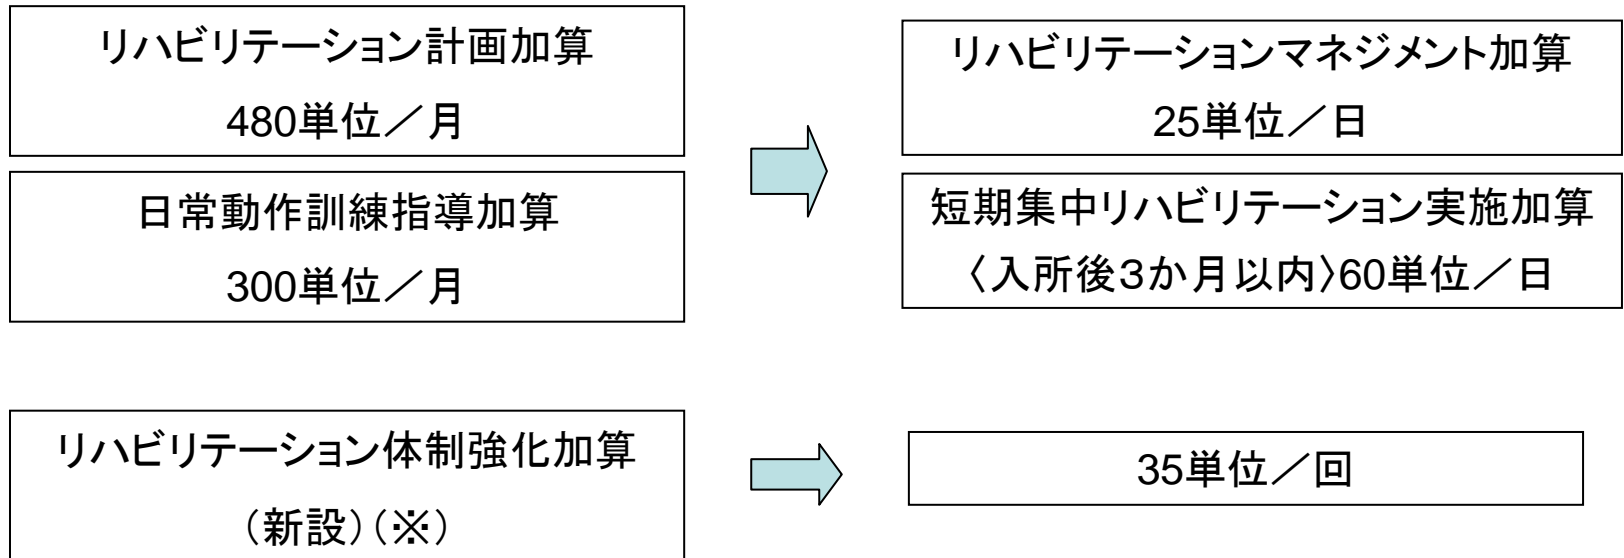 リハビリテーション計画加算
480単位／月
日常動作訓練指導加算
300単位／月
リハビリテーションマネジメント加算
25単位／日
短期集中リハビリテーション実施加算
〈入所後３か月以内〉60単位／日
リハビリテーション体制強化加算
（新設）（※）
35単位／回